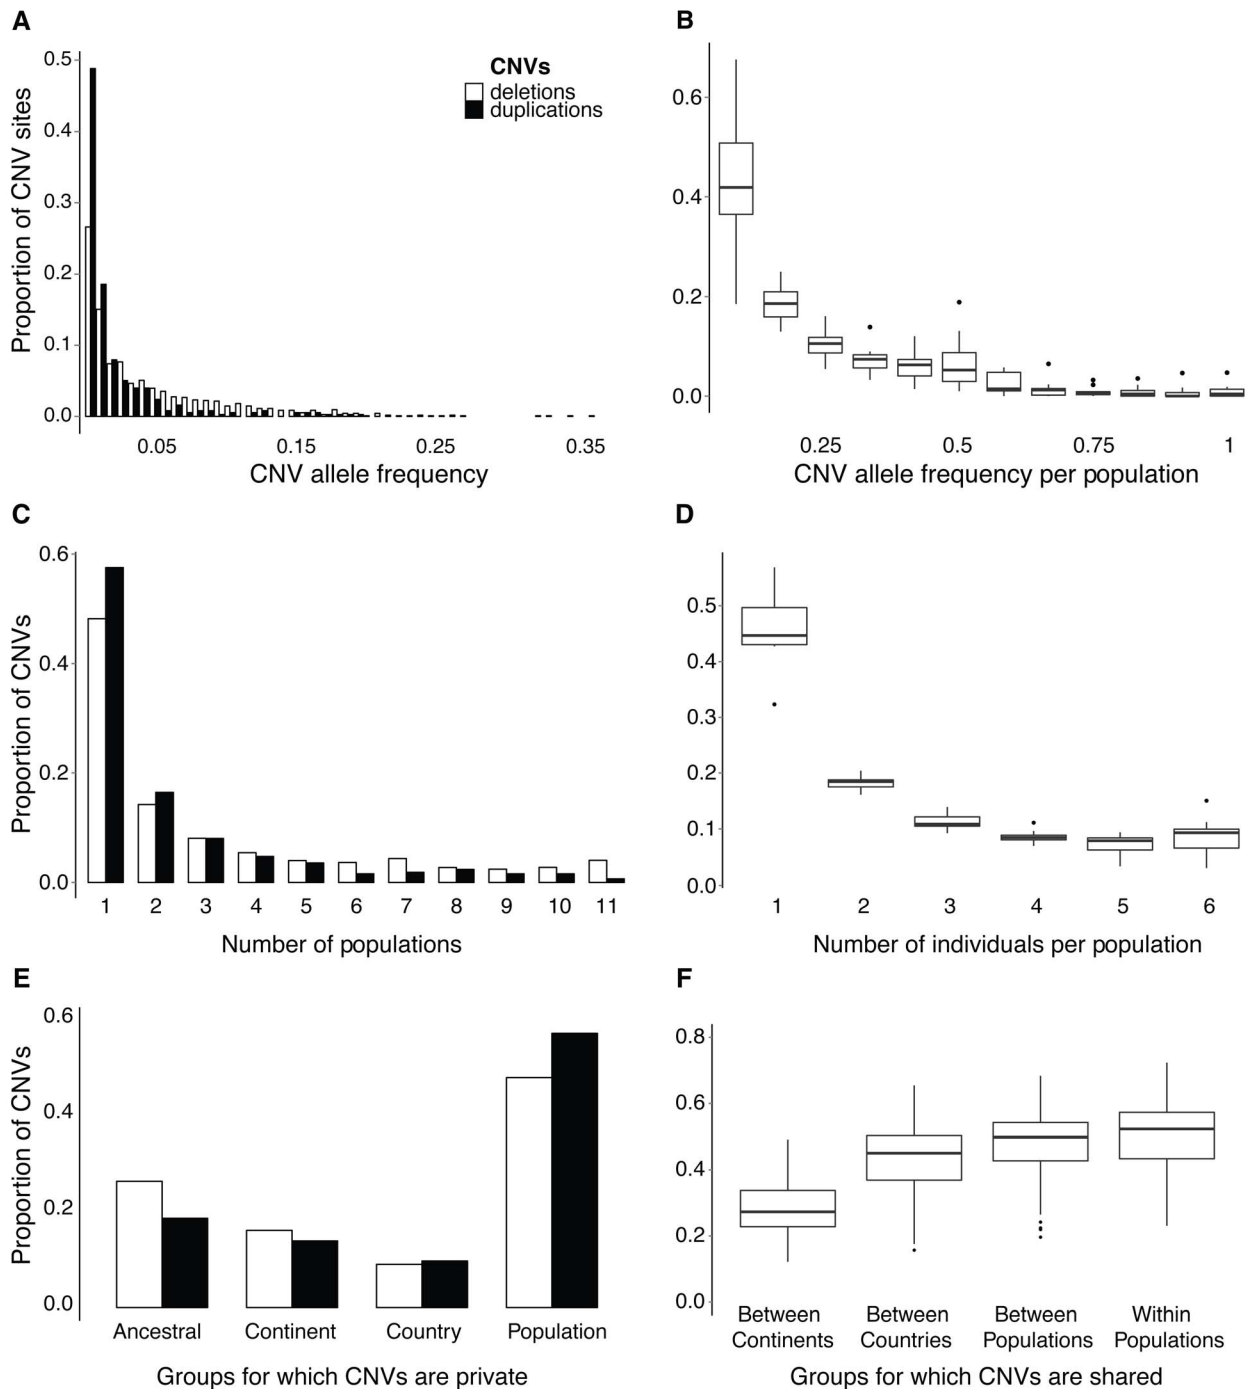 A
Proportion of CNV sites
0.5
0.4
0.3
0.2
0.1
0.0
CNVs
deletions
duplications
0.05 0.15 0.25 0.35
CNV allele frequency
B
0.6
0.4
0.2
0.0
0.25 0.5 0.75 1
CNV allele frequency per population
C
Proportion of CNVs
0.6
0.4
0.2
0.0
1 2 3 4 5 6 7 8 9 10 11
Number of populations
D
0.5
0.4
0.3
0.2
0.1
0.0
1 2 3 4 5 6
Number of individuals per population
E
Proportion of CNVs
0.6
0.4
0.2
0.0
Ancestral Continent Country Population
Groups for which CNVs are private
F
0.8
0.6
0.4
0.2
0.0
Between Between Between Within
Continents Countries Populations Populations
Groups for which CNVs are shared